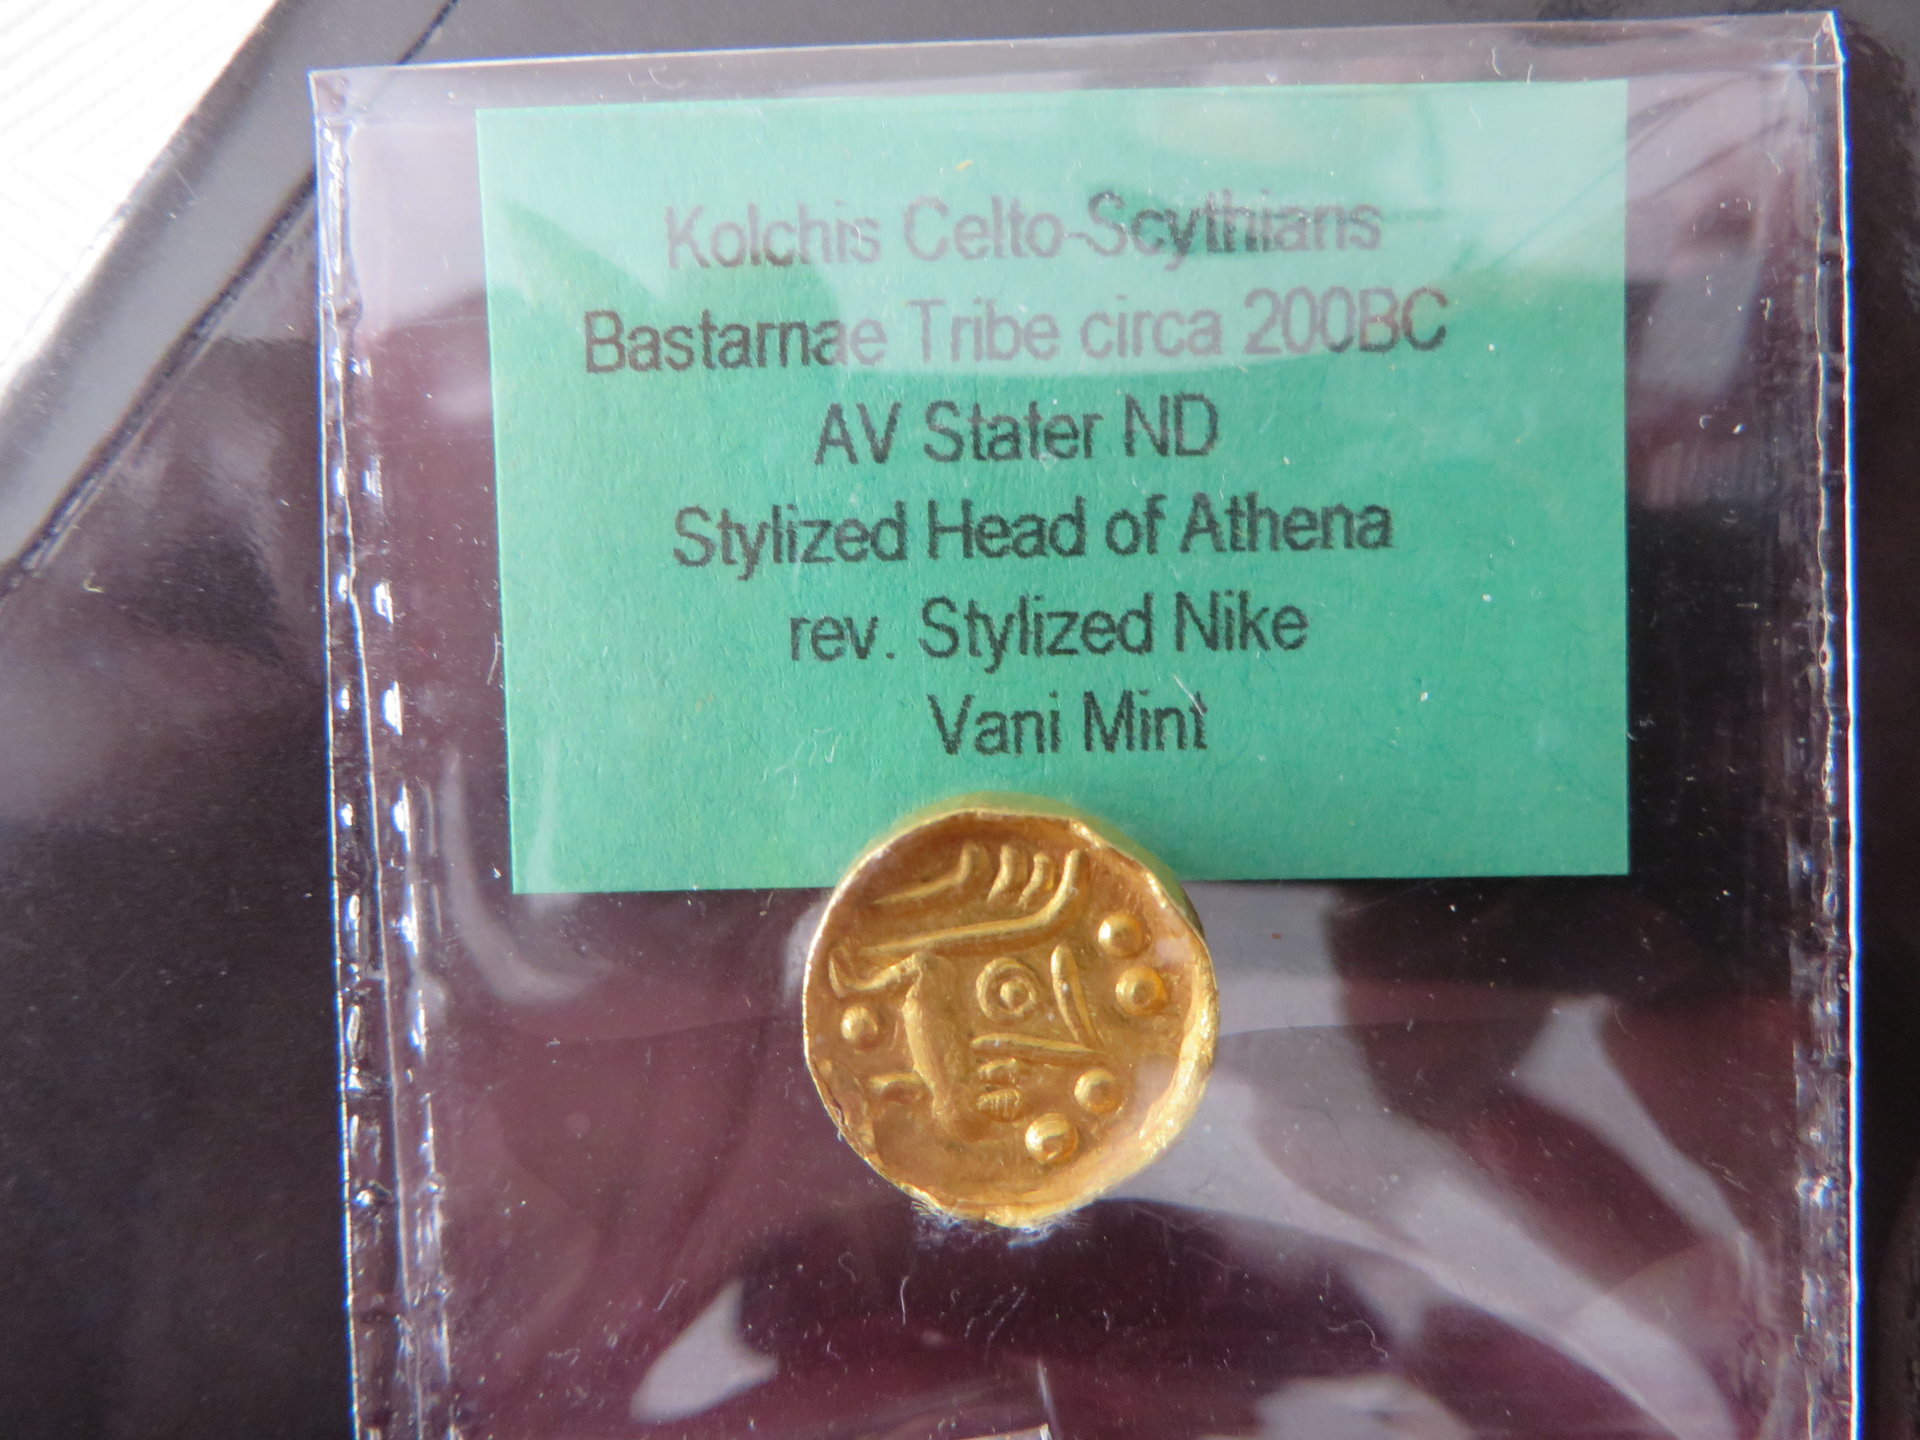 Kolchis Celto-Scythians
Bastarnae Tribe circa 200BC
AV Stater ND
Stylized Head of Athena
rev. Stylized Nike
Vani Mint